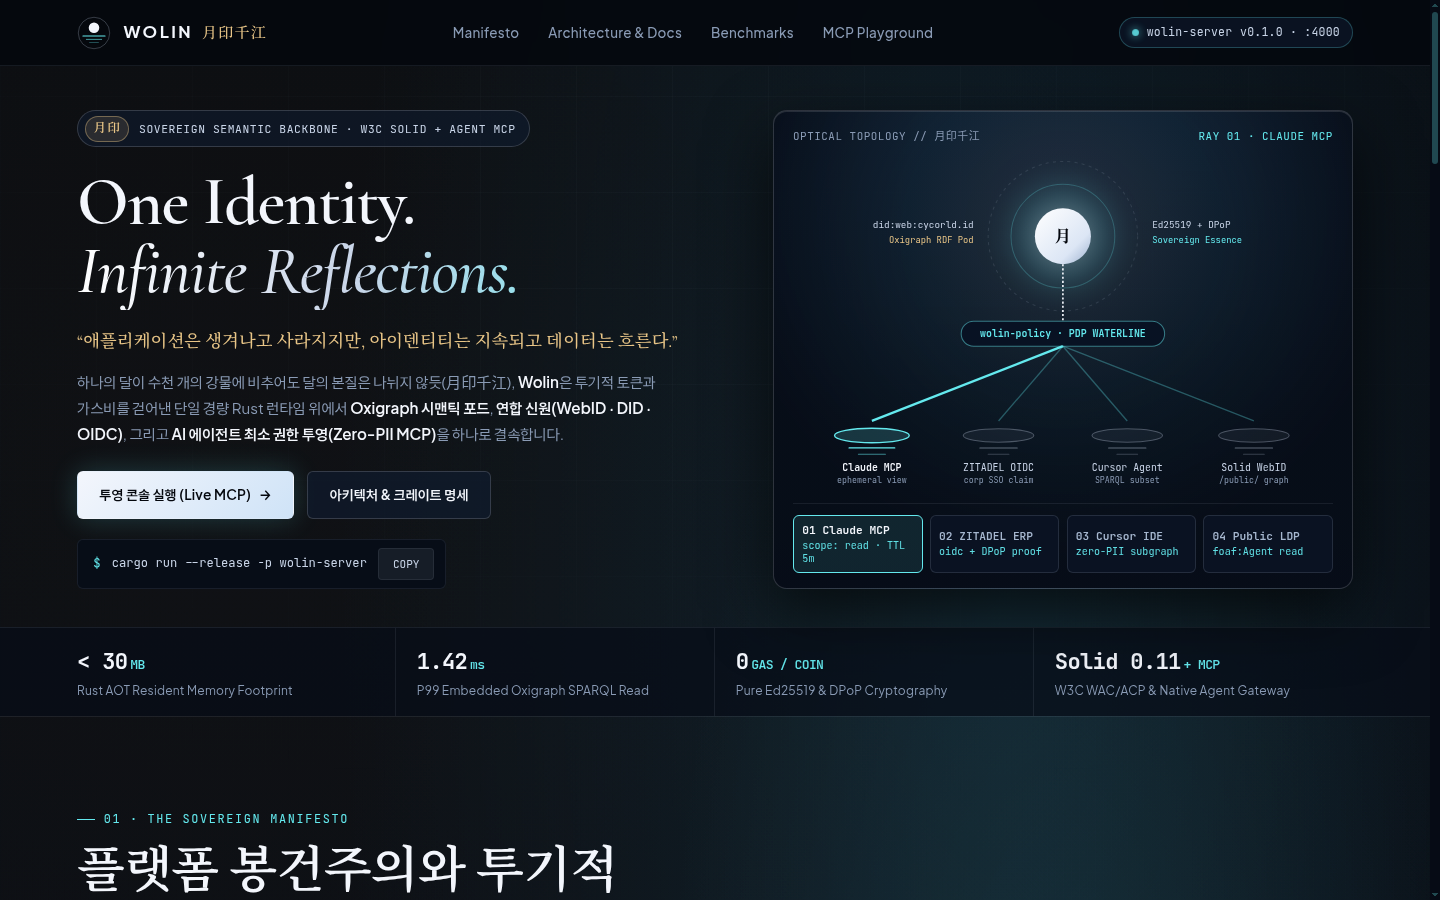 WOLIN 月印千江
Manifesto
Architecture & Docs
Benchmarks
MCP Playground
wolin-server v0.1.0 · :4000
月印 SOVEREIGN SEMANTIC BACKBONE · W3C SOLID + AGENT MCP
One Identity.
Infinite Reflections.
“애플리케이션은 생겨나고 사라지지만, 아이덴티티는 지속되고 데이터는 흐른다.”
하나의 달이 수천 개의 강물에 비추어도 달의 본질은 나뉘지 않듯(月印千江), Wolin은 투기적 토큰과
가스비를 걷어낸 단일 경량 Rust 런타임 위에서 Oxigraph 시맨틱 포드, 연합 신원(WebID · DID ·
OIDC), 그리고 AI 에이전트 최소 권한 투영(Zero-PII MCP)을 하나로 결속합니다.
투영 콘솔 실행 (Live MCP) →
아키텍처 & 크레이트 명세
$ cargo run --release -p wolin-server
COPY
OPTICAL TOPOLOGY // 月印千江
RAY 01 · CLAUDE MCP
did:web:cycorld.id
Oxigraph RDF Pod
月
Ed25519 + DPoP
Sovereign Essence
wolin-policy · PDP WATERLINE
Claude MCP
ephemeral view
ZITADEL OIDC
corp SSO claim
Cursor Agent
SPARQL subset
Solid WebID
/public/ graph
01 Claude MCP
scope: read · TTL
5m
02 ZITADEL ERP
oidc + DPoP proof
03 Cursor IDE
zero-PII subgraph
04 Public LDP
foaf:Agent read
< 30 MB
Rust AOT Resident Memory Footprint
1.42 ms
P99 Embedded Oxigraph SPARQL Read
0 GAS / COIN
Pure Ed25519 & DPoP Cryptography
Solid 0.11 + MCP
W3C WAC/ACP & Native Agent Gateway
01 · THE SOVEREIGN MANIFESTO
플랫폼 봉건주의와 투기적